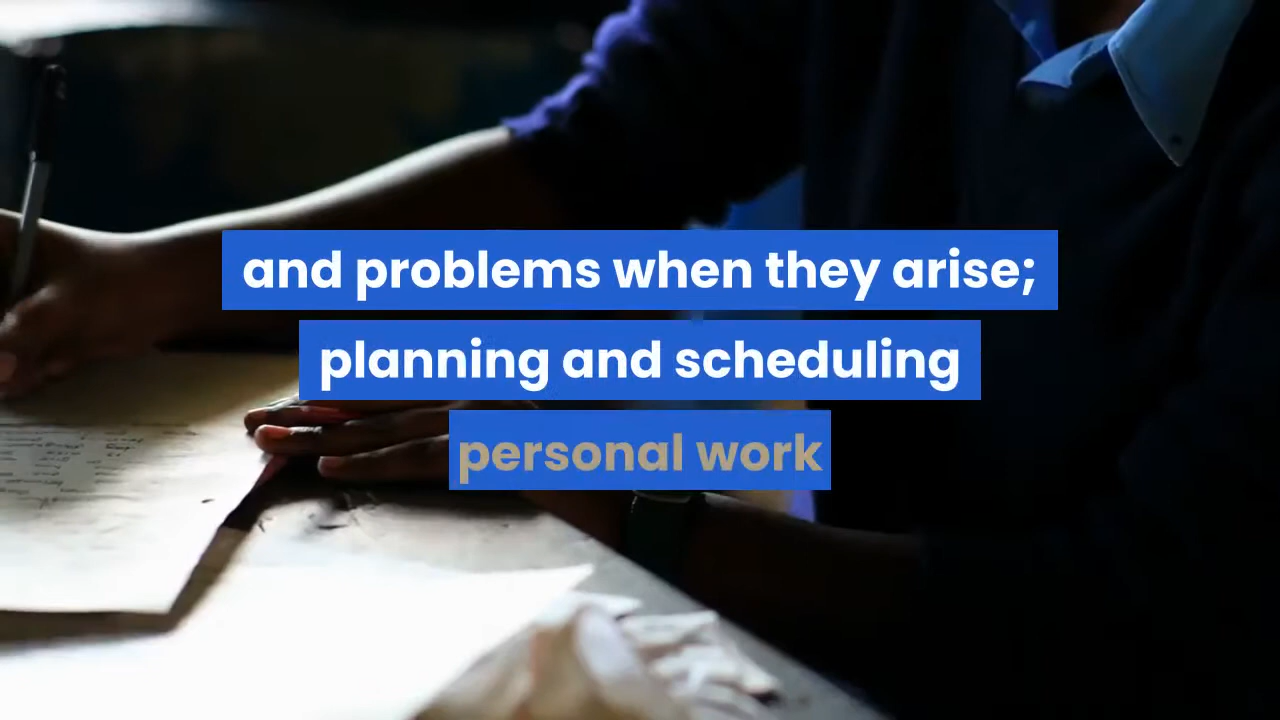 and problems when they arise;
planning and scheduling
personal work